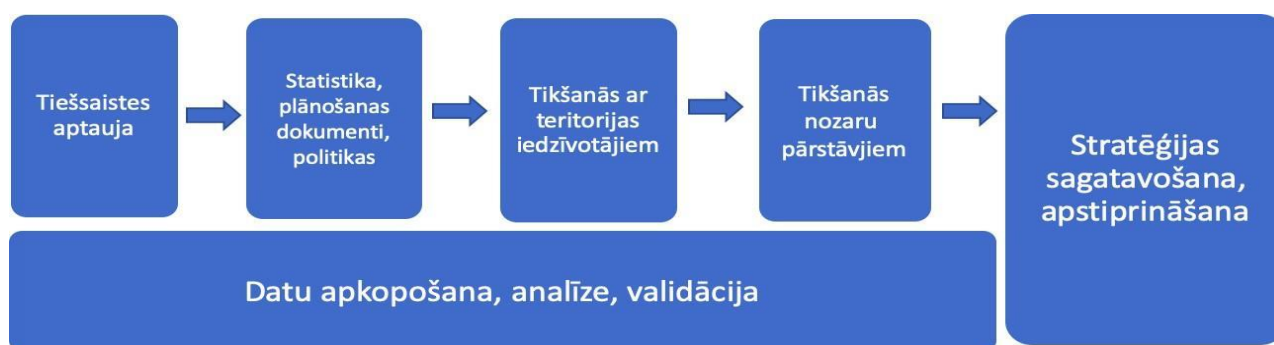 Tiešsaistes
aptauja
Statistika,
plānošanas
dokumenti,
politikas
Tikšanās ar
teritorijas
iedzīvotājiem
Tikšanās
nozaru
pārstāvjiem
Stratēģijas
sagatavošana,
apstiprināšana
Datu apkopošana, analīze, validācija